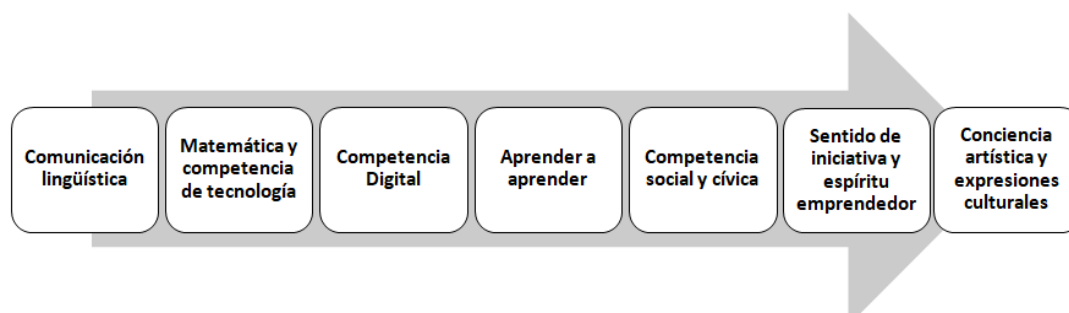 Comunicación
lingüística
Matemática y
competencia
de tecnología
Competencia
Digital
Aprender a
aprender
Competencia
social y cívica
Sentido de
iniciativa y
espíritu
emprendedor
Conciencia
artística y
expresiones
culturales